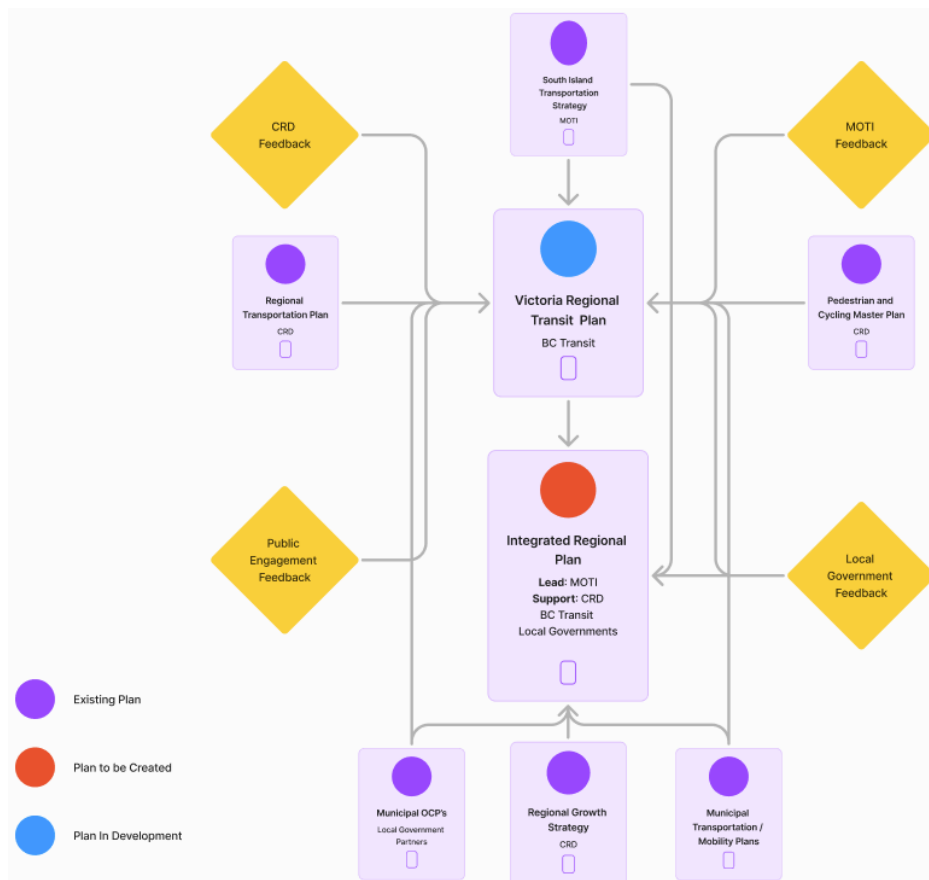 South Island
Transportation
Strategy
MOTI
CRD
Feedback
MOTI
Feedback
Regional
Transportation Plan
CRD
Victoria Regional
Transit Plan
BC Transit
Pedestrian and
Cycling Master Plan
CRD
Public
Engagement
Feedback
Integrated Regional
Plan
Lead: MOTI
Support: CRD
BC Transit
Local Governments
Local
Government
Feedback
Existing Plan
Plan to be Created
Plan In Development
Municipal OCP's
Local Government
Partners
Regional Growth
Strategy
CRD
Municipal
Transportation /
Mobility Plans